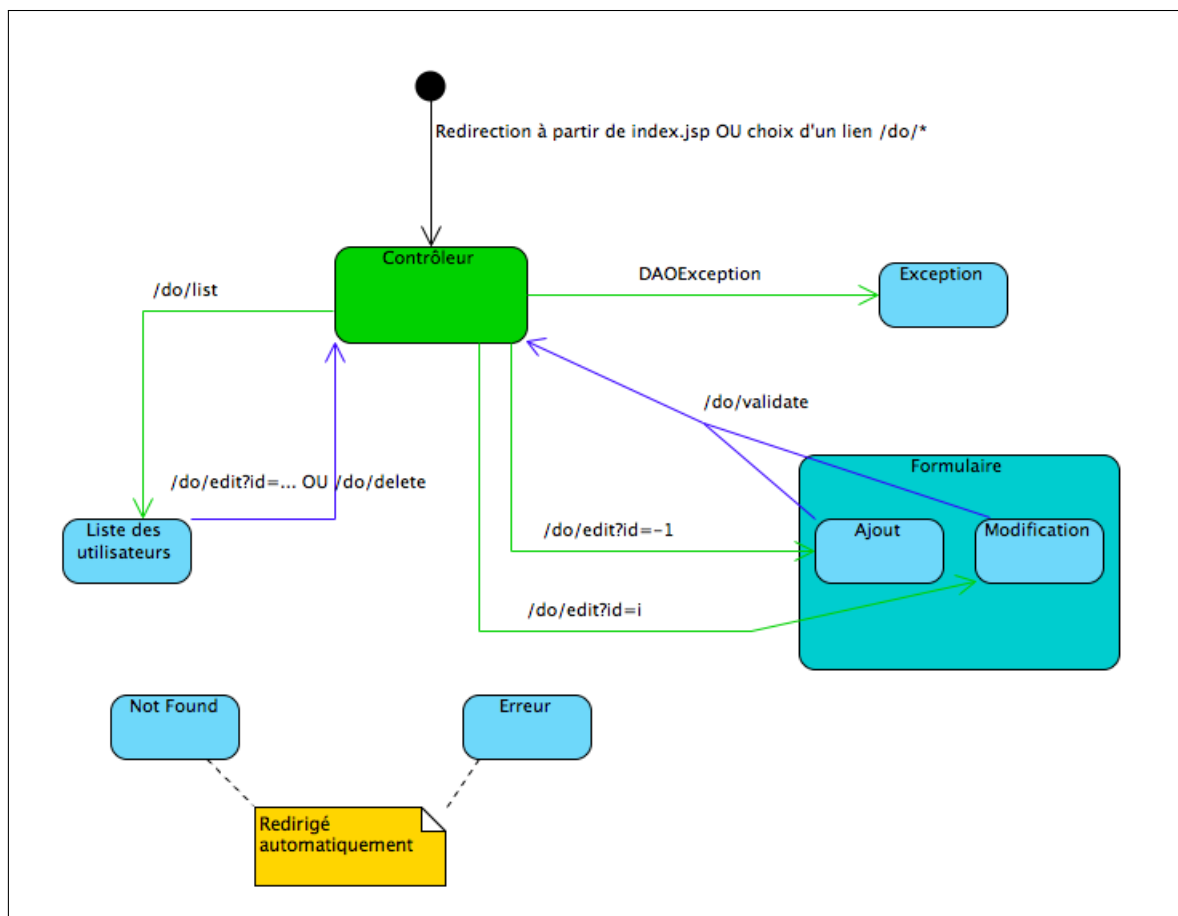 Redirection à partir de index.jsp OU choix d'un lien /do/*
Contrôleur
DAOException
Exception
/do/list
/do/validate
/do/edit?id=... OU /do/delete
Formulaire
Liste des
utilisateurs
/do/edit?id=-1
Ajout
Modification
/do/edit?id=i
Not Found
Erreur
Redirigé
automatiquement